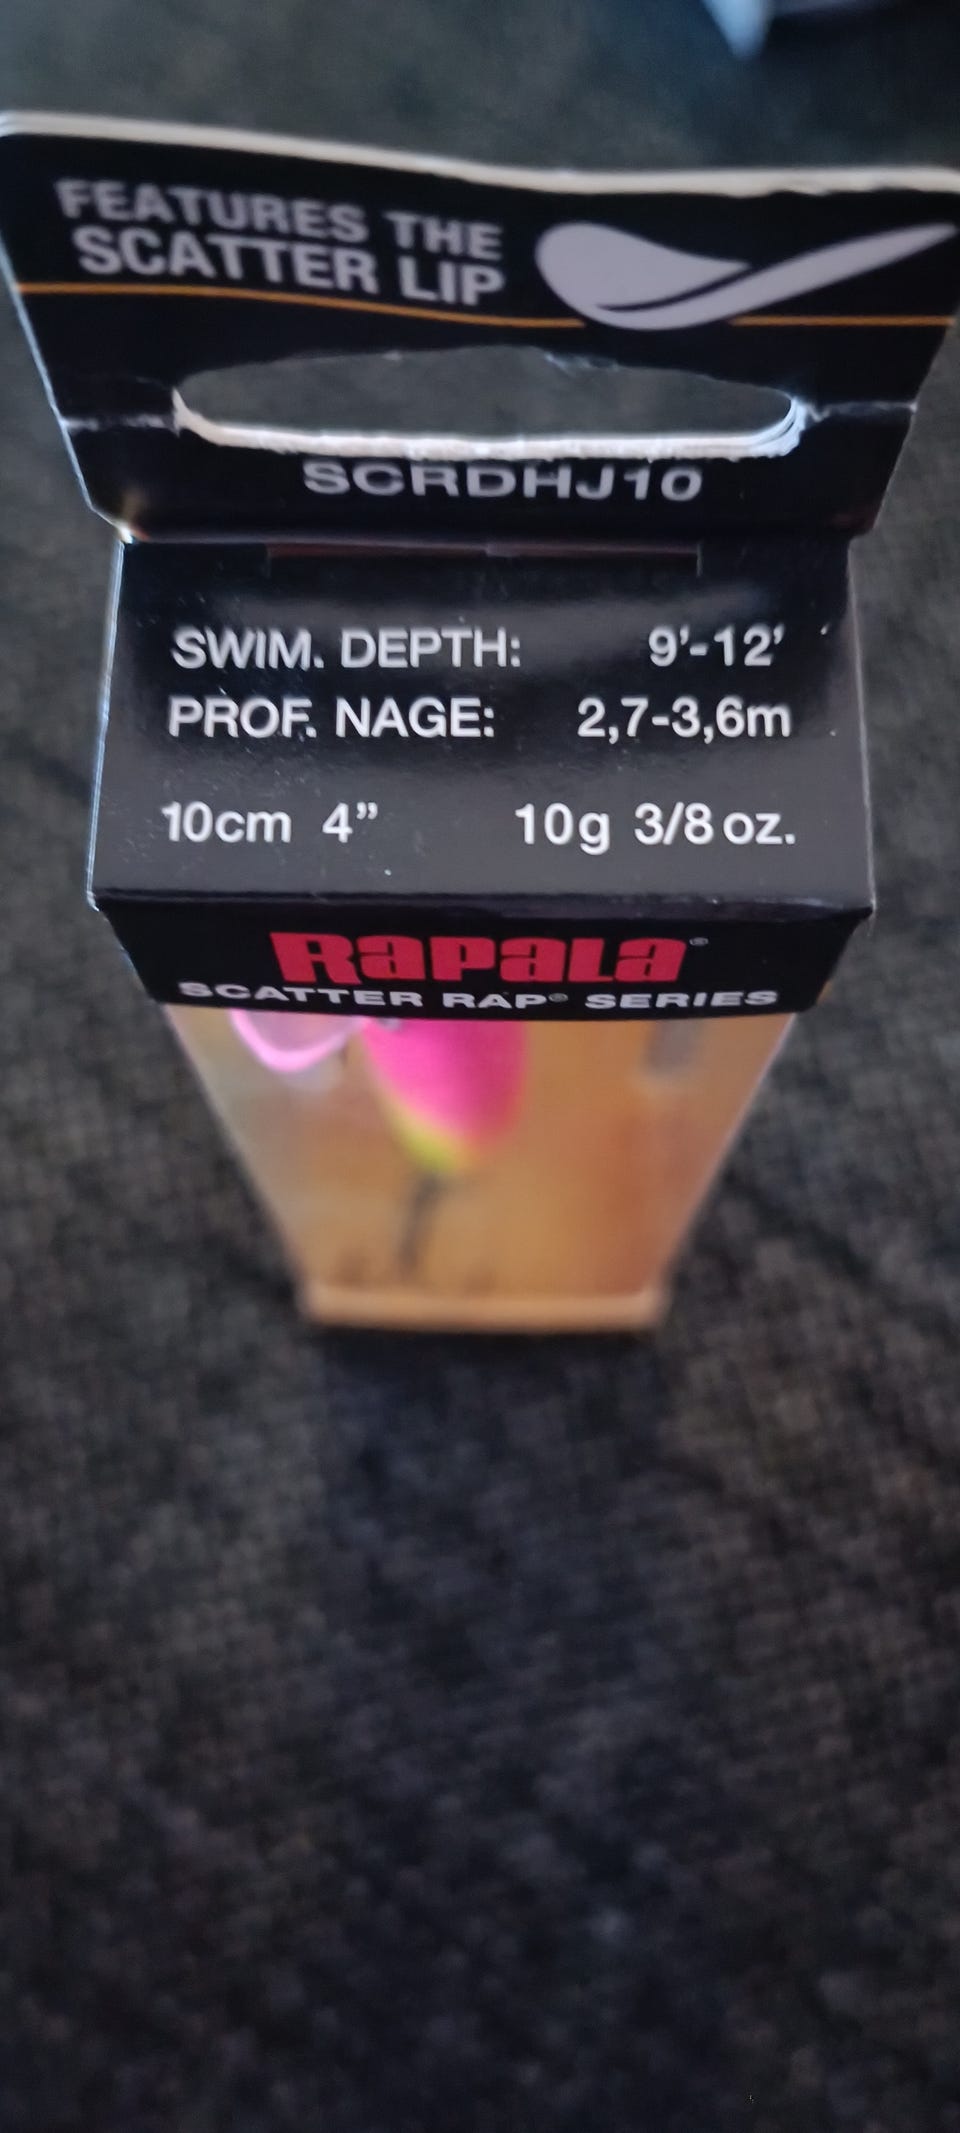 FEATURES THE
SCATTER LIP
SCRDHJ10
SWIM. DEPTH: 9'-12'
PROF. NAGE: 2,7-3,6m
10cm 4” 10g 3/8 oz.
Rapala®
SCATTER RAP® SERIES